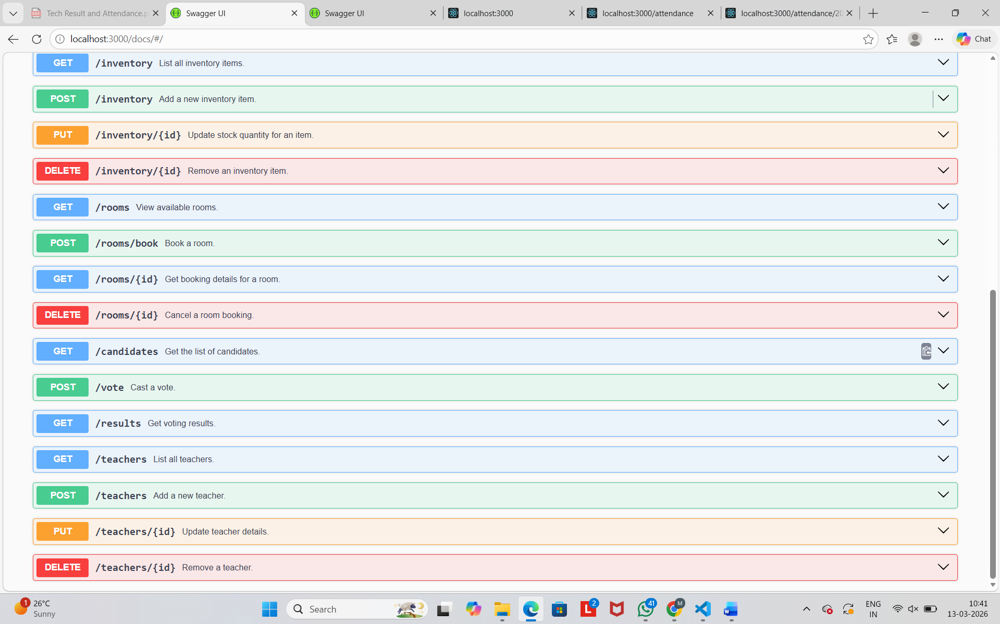 Tech Result and Attendance.p
Swagger UI
Swagger UI
localhost:3000
localhost:3000/attendance
localhost:3000/attendance/20
localhost:3000/docs/#/
Chat
GET /inventory List all inventory items.
POST /inventory Add a new inventory item.
PUT /inventory/{id} Update stock quantity for an item.
DELETE /inventory/{id} Remove an inventory item.
GET /rooms View available rooms.
POST /rooms/book Book a room.
GET /rooms/{id} Get booking details for a room.
DELETE /rooms/{id} Cancel a room booking.
GET /candidates Get the list of candidates.
POST /vote Cast a vote.
GET /results Get voting results.
GET /teachers List all teachers.
POST /teachers Add a new teacher.
PUT /teachers/{id} Update teacher details.
DELETE /teachers/{id} Remove a teacher.
1
26°C
Sunny
Search
L
2
41
M
ENG
IN
10:41
13-03-2026